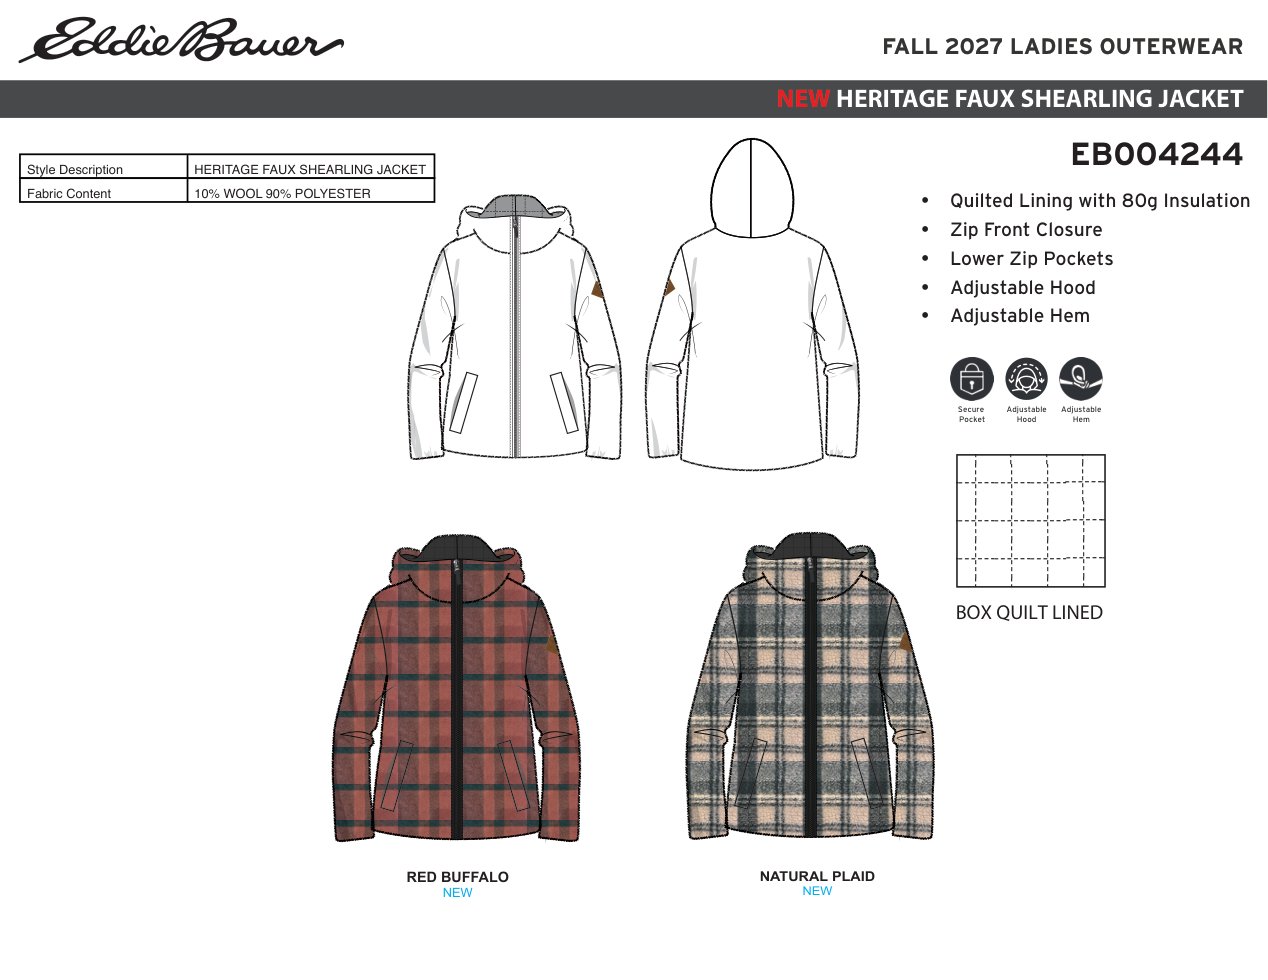 Eddie Bauer
FALL 2027 LADIES OUTERWEAR
NEW HERITAGE FAUX SHEARLING JACKET
EB004244
Style Description HERITAGE FAUX SHEARLING JACKET
Fabric Content 10% WOOL 90% POLYESTER
• Quilted Lining with 80g Insulation
• Zip Front Closure
• Lower Zip Pockets
• Adjustable Hood
• Adjustable Hem
Secure
Pocket
Adjustable
Hood
Adjustable
Hem
BOX QUILT LINED
RED BUFFALO
NEW
NATURAL PLAID
NEW